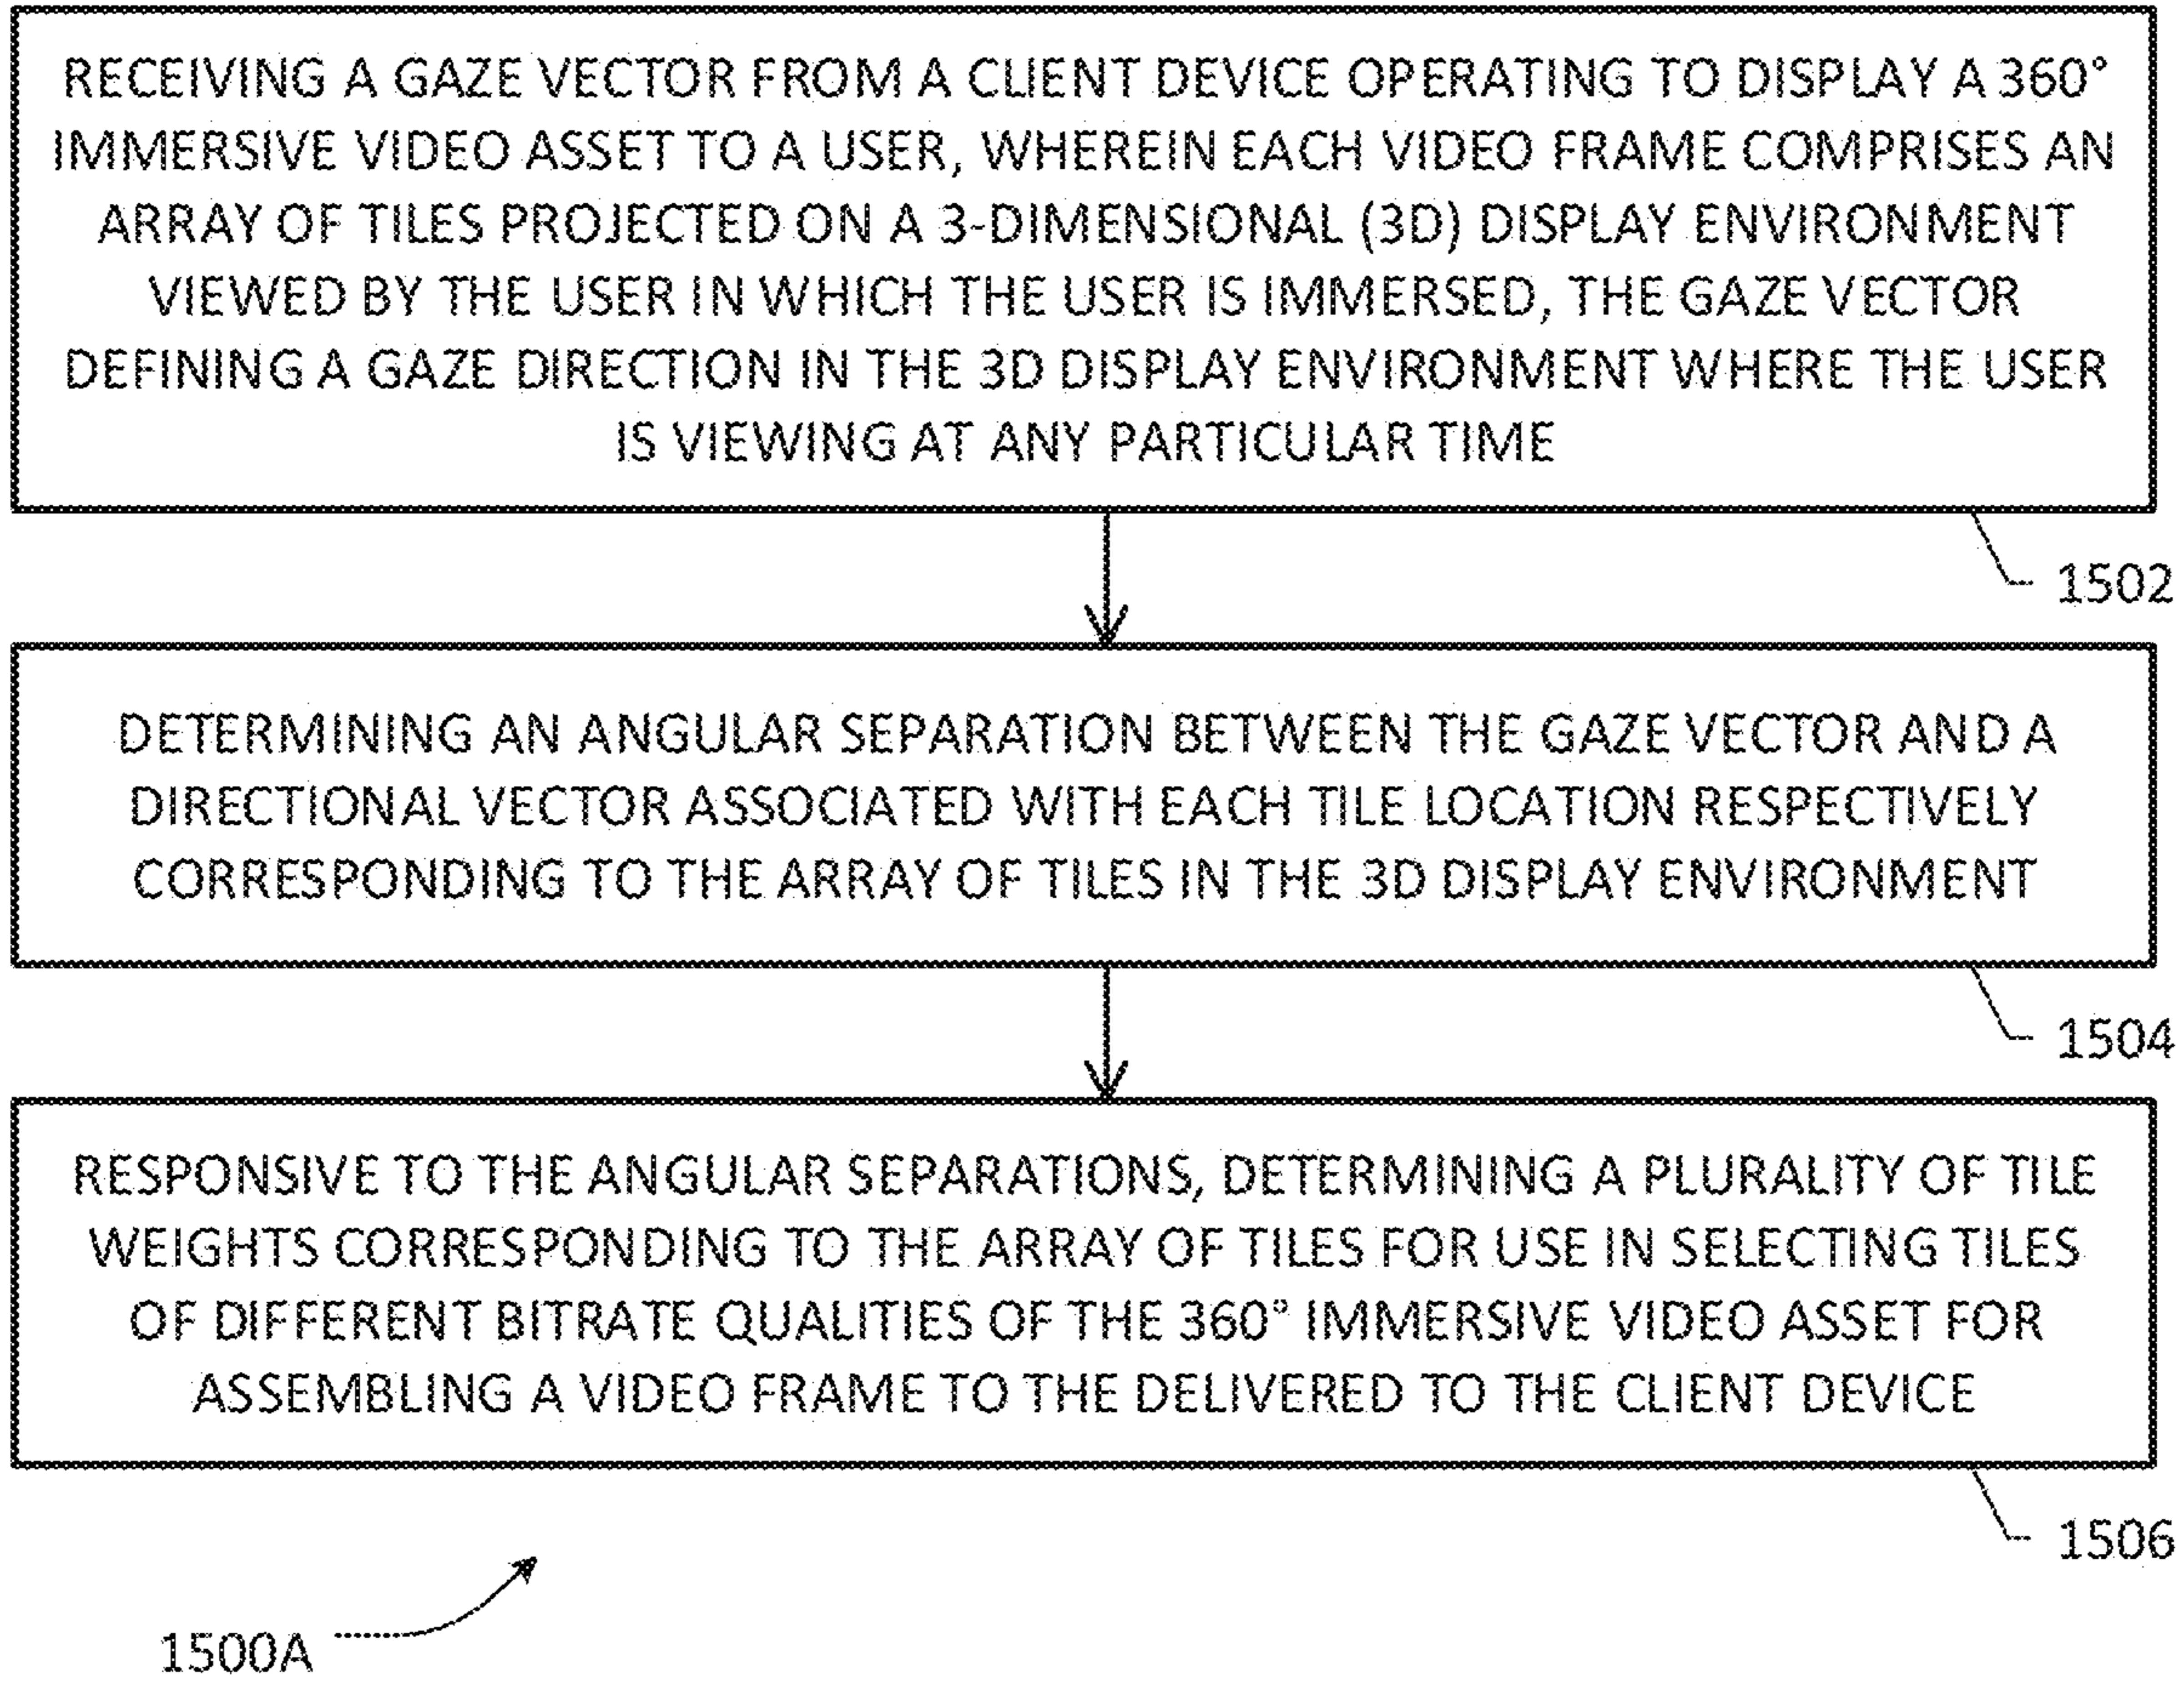 RECEIVING A GAZE VECTOR FROM A CLIENT DEVICE OPERATING TO DISPLAY A 360°
IMMERSIVE VIDEO ASSET TO A USER, WHEREIN EACH VIDEO FRAME COMPRISES AN
ARRAY OF TILES PROJECTED ON A 3-DIMENSIONAL (3D) DISPLAY ENVIRONMENT
VIEWED BY THE USER IN WHICH THE USER IS IMMERSED, THE GAZE VECTOR
DEFINING A GAZE DIRECTION IN THE 3D DISPLAY ENVIRONMENT WHERE THE USER
IS VIEWING AT ANY PARTICULAR TIME
1502
DETERMINING AN ANGULAR SEPARATION BETWEEN THE GAZE VECTOR AND A
DIRECTIONAL VECTOR ASSOCIATED WITH EACH TILE LOCATION RESPECTIVELY
CORRESPONDING TO THE ARRAY OF TILES IN THE 3D DISPLAY ENVIRONMENT
1504
RESPONSIVE TO THE ANGULAR SEPARATIONS, DETERMINING A PLURALITY OF TILE
WEIGHTS CORRESPONDING TO THE ARRAY OF TILES FOR USE IN SELECTING TILES
OF DIFFERENT BITRATE QUALITIES OF THE 360° IMMERSIVE VIDEO ASSET FOR
ASSEMBLING A VIDEO FRAME TO THE DELIVERED TO THE CLIENT DEVICE
1506
1500A